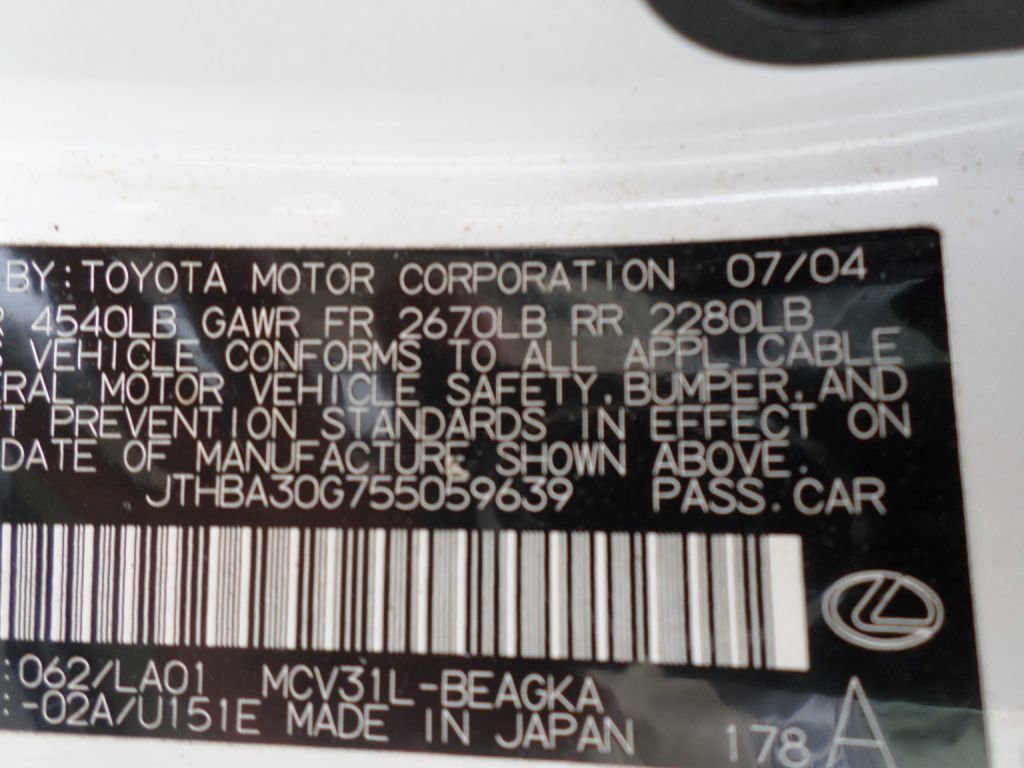 BY:TOYOTA MOTOR CORPORATION 07/04
4540LB GAWR FR 2670LB RR 2280LB
VEHICLE CONFORMS TO ALL APPLICABLE
ERAL MOTOR VEHICLE SAFETY.BUMPER.AND
T PREVENTION STANDARDS IN EFFECT ON
DATE OF MANUFACTURE SHOWN ABOVE.
JTHBA30G755059639 PASS.CAR
:062/LA01 MCV31L-BEAGKA
:-02A/U151E MADE IN JAPAN 178 A